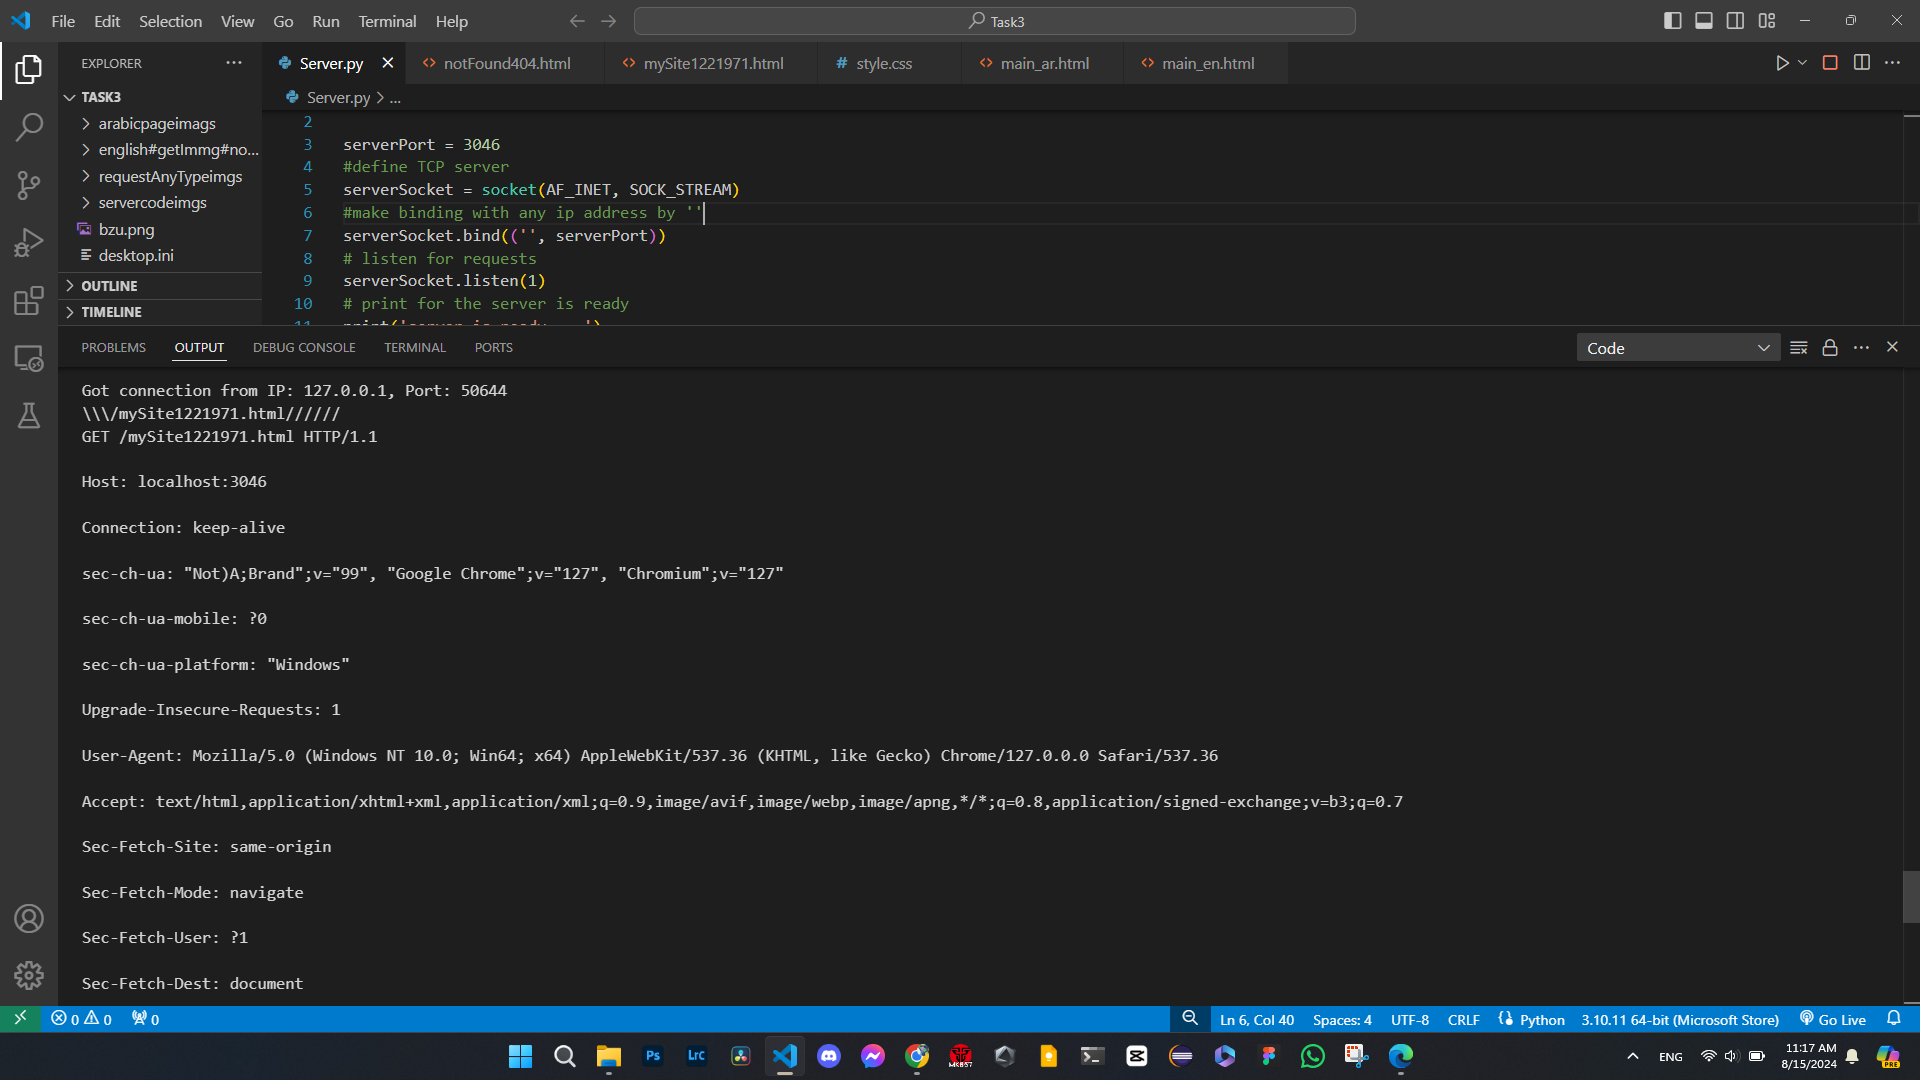 File Edit Selection View Go Run Terminal Help
Task3
EXPLORER
Server.py
notFound404.html
mySite1221971.html
style.css
main_ar.html
main_en.html
TASK3
arabicpageimags
english#getImmg#no...
requestAnyTypeimgs
servercodeimgs
bzu.png
desktop.ini
OUTLINE
TIMELINE
Server.py > ...
2
3 serverPort = 3046
4 #define TCP server
5 serverSocket = socket(AF_INET, SOCK_STREAM)
6 #make binding with any ip address by ''
7 serverSocket.bind(('', serverPort))
8 # listen for requests
9 serverSocket.listen(1)
10 # print for the server is ready
11 print('server is ready ...')
PROBLEMS OUTPUT DEBUG CONSOLE TERMINAL PORTS
Code
Got connection from IP: 127.0.0.1, Port: 50644
\\\/mySite1221971.html//////
GET /mySite1221971.html HTTP/1.1
Host: localhost:3046
Connection: keep-alive
sec-ch-ua: "Not)A;Brand";v="99", "Google Chrome";v="127", "Chromium";v="127"
sec-ch-ua-mobile: ?0
sec-ch-ua-platform: "Windows"
Upgrade-Insecure-Requests: 1
User-Agent: Mozilla/5.0 (Windows NT 10.0; Win64; x64) AppleWebKit/537.36 (KHTML, like Gecko) Chrome/127.0.0.0 Safari/537.36
Accept: text/html,application/xhtml+xml,application/xml;q=0.9,image/avif,image/webp,image/apng,*/*;q=0.8,application/signed-exchange;v=b3;q=0.7
Sec-Fetch-Site: same-origin
Sec-Fetch-Mode: navigate
Sec-Fetch-User: ?1
Sec-Fetch-Dest: document
0 0 0
Ln 6, Col 40 Spaces: 4 UTF-8 CRLF Python 3.10.11 64-bit (Microsoft Store) Go Live
Ps
Lrc
ENG
11:17 AM
8/15/2024
PRE